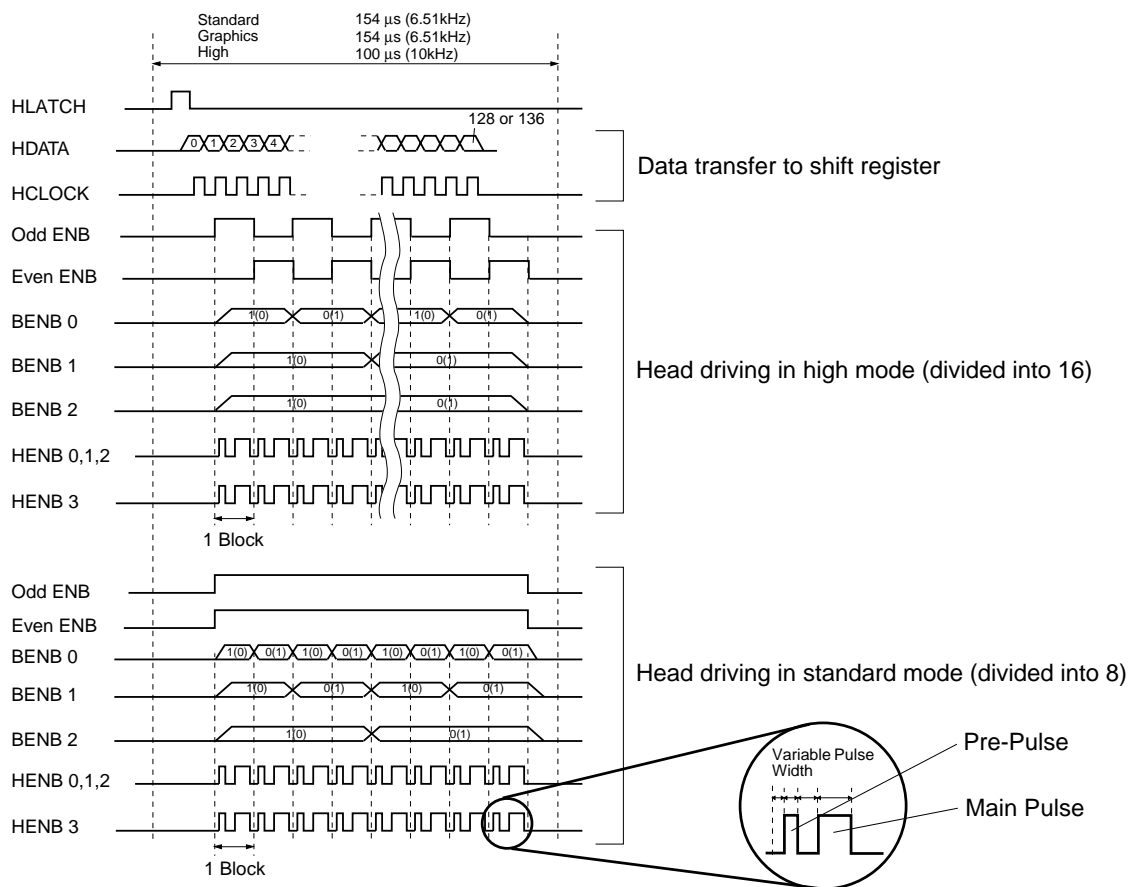 Standard 154 µs (6.51kHz)
Graphics 154 µs (6.51kHz)
High 100 µs (10kHz)
HLATCH
128 or 136
HDATA 0 1 2 3 4
Data transfer to shift register
HCLOCK
Odd ENB
Even ENB
BENB 0 1(0) 0(1) 1(0) 0(1)
BENB 1 1(0) 0(1)
Head driving in high mode (divided into 16)
BENB 2 1(0) 0(1)
HENB 0,1,2
HENB 3
1 Block
Odd ENB
Even ENB
BENB 0 1(0) 0(1) 1(0) 0(1) 1(0) 0(1) 1(0) 0(1)
Head driving in standard mode (divided into 8)
BENB 1 1(0) 0(1) 1(0) 0(1)
BENB 2 1(0) 0(1)
Pre-Pulse
Variable Pulse
Width
HENB 0,1,2
Main Pulse
HENB 3
1 Block